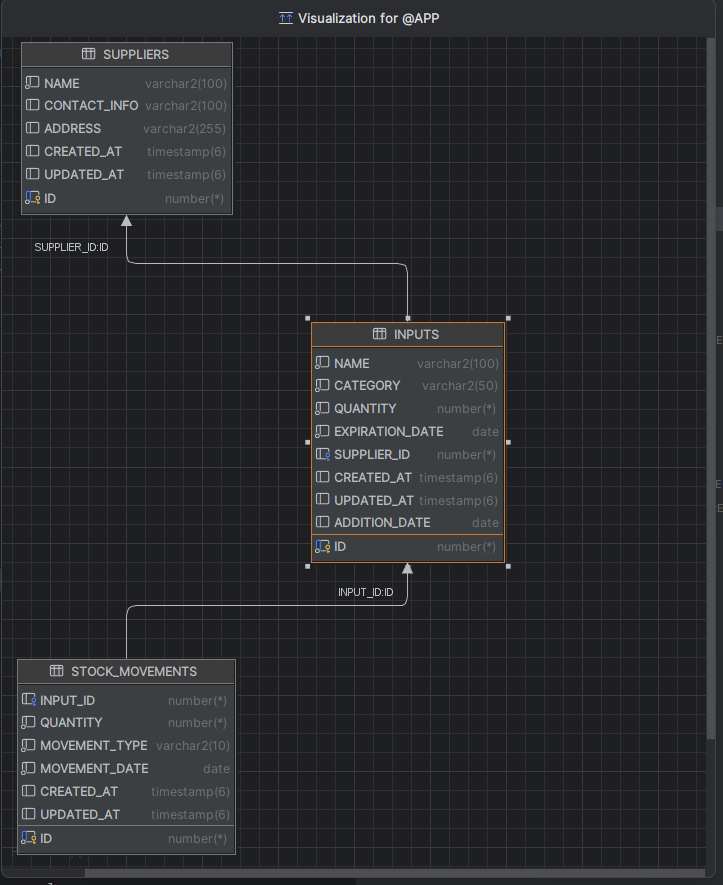 Visualization for @APP
SUPPLIERS
NAME varchar2(100)
CONTACT_INFO varchar2(100)
ADDRESS varchar2(255)
CREATED_AT timestamp(6)
UPDATED_AT timestamp(6)
ID number(*)
SUPPLIER_ID:ID
INPUTS
NAME varchar2(100)
CATEGORY varchar2(50)
QUANTITY number(*)
EXPIRATION_DATE date
SUPPLIER_ID number(*)
CREATED_AT timestamp(6)
UPDATED_AT timestamp(6)
ADDITION_DATE date
ID number(*)
INPUT_ID:ID
STOCK_MOVEMENTS
INPUT_ID number(*)
QUANTITY number(*)
MOVEMENT_TYPE varchar2(10)
MOVEMENT_DATE date
CREATED_AT timestamp(6)
UPDATED_AT timestamp(6)
ID number(*)